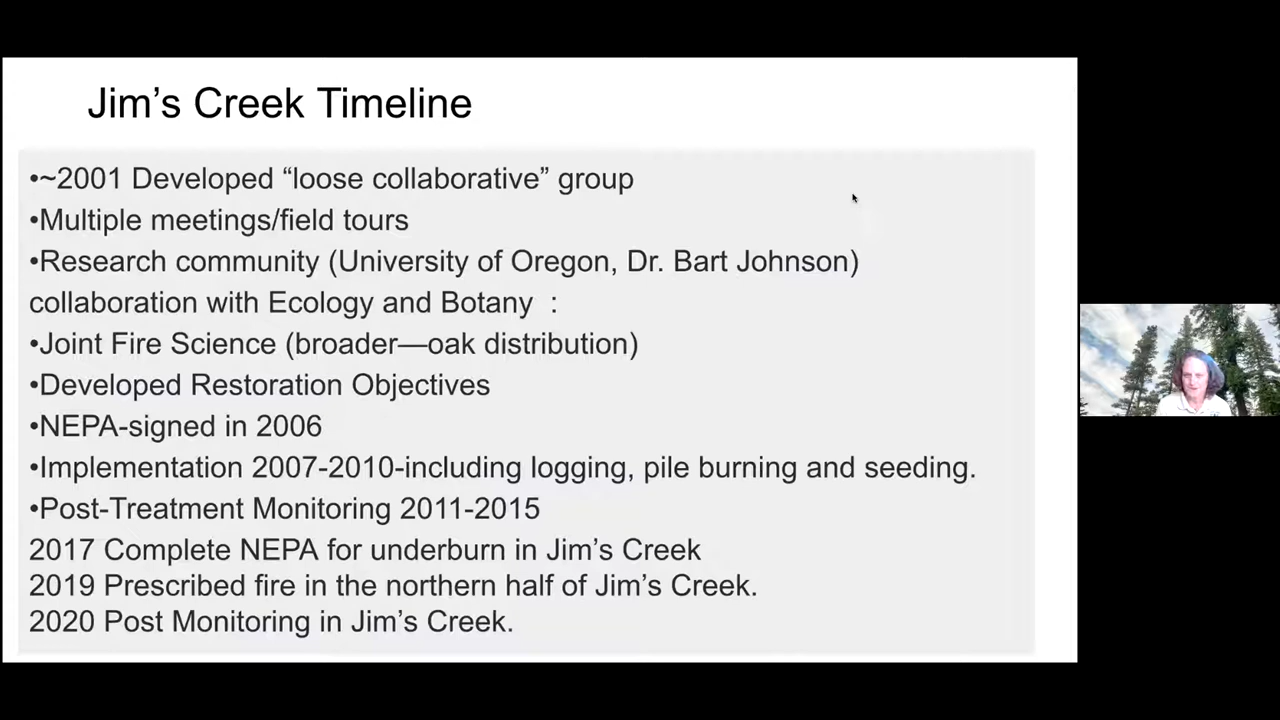 Jim’s Creek Timeline
•~2001 Developed “loose collaborative” group
•Multiple meetings/field tours
•Research community (University of Oregon, Dr. Bart Johnson)
collaboration with Ecology and Botany  :
•Joint Fire Science (broader—oak distribution)
•Developed Restoration Objectives
•NEPA-signed in 2006
•Implementation 2007-2010-including logging, pile burning and seeding.
•Post-Treatment Monitoring 2011-2015
2017 Complete NEPA for underburn in Jim’s Creek
2019 Prescribed fire in the northern half of Jim’s Creek.
2020 Post Monitoring in Jim’s Creek.